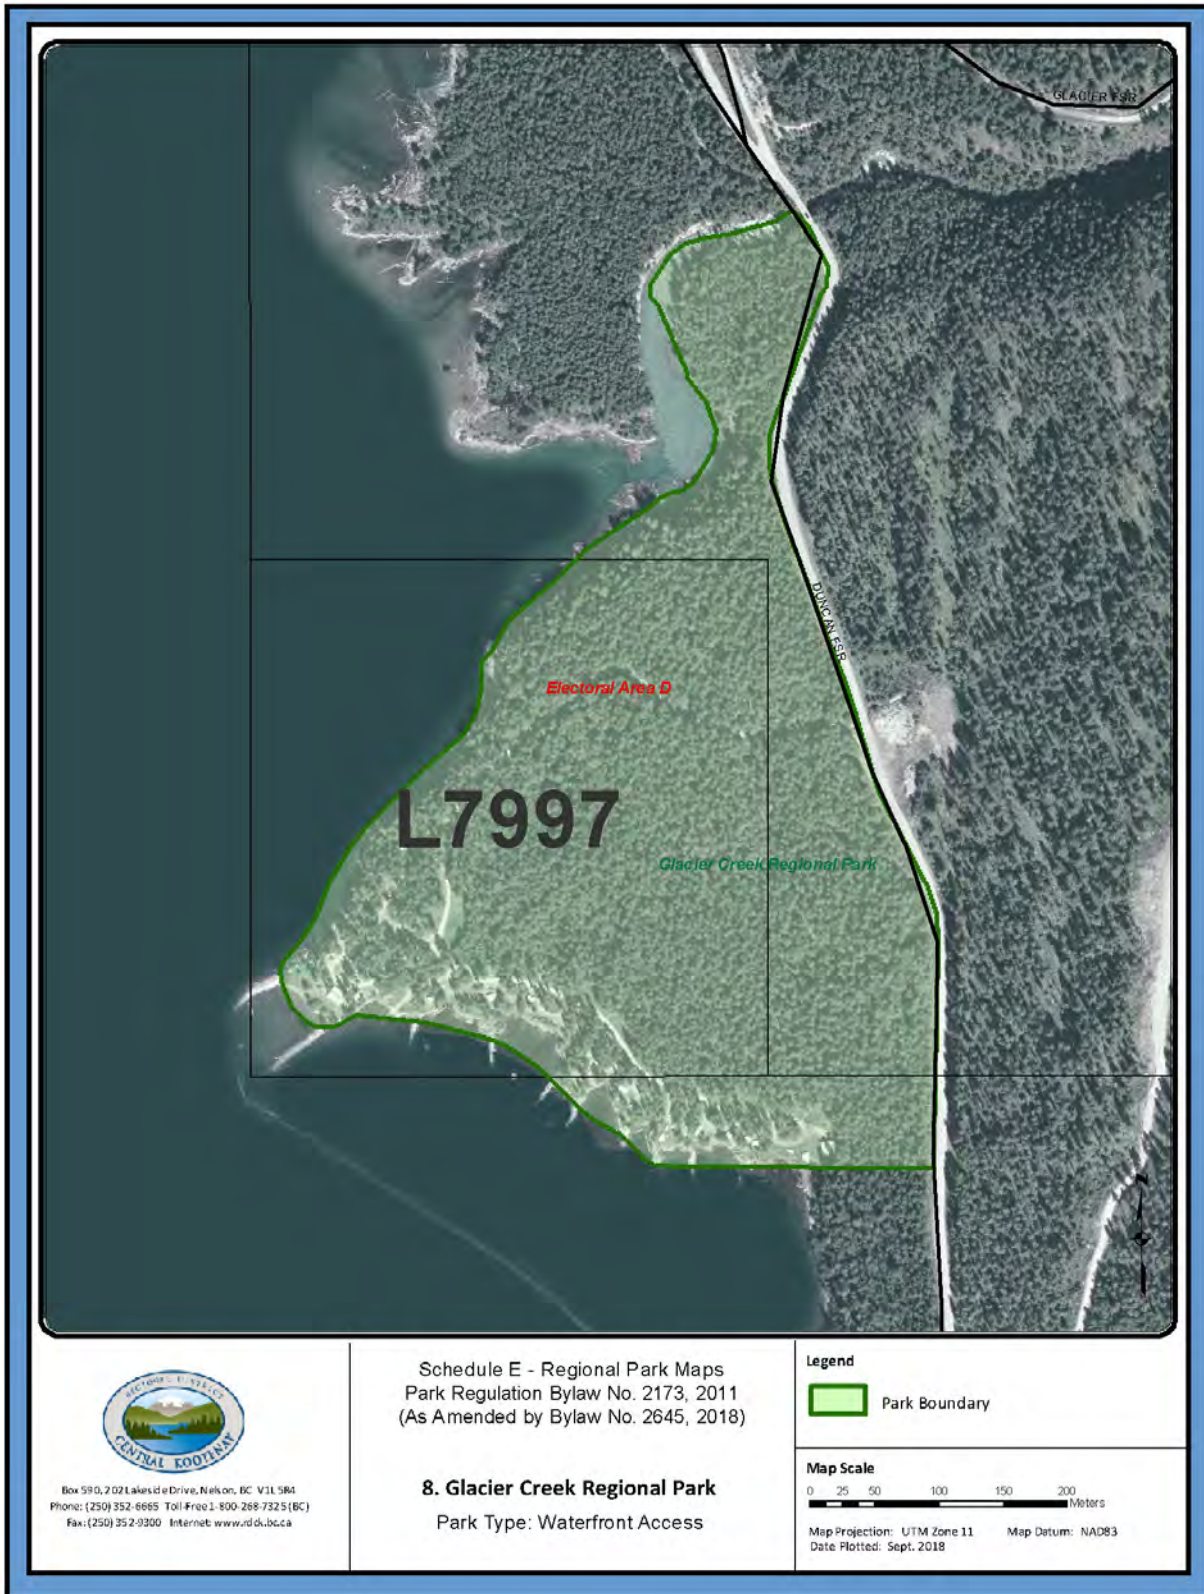 GLACIER FSR
DUNCAN FSR
Electoral Area D
L7997
Glacier Creek Regional Park
N
REGIONAL DISTRICT
CENTRAL KOOTENAY
Box 590, 202 Lakeside Drive, Nelson, BC V1L 5R4
Phone: (250) 352-6665 Toll-Free 1-800-268-7325 (BC)
Fax: (250) 352-9300 Internet: www.rdck.bc.ca
Schedule E - Regional Park Maps
Park Regulation Bylaw No. 2173, 2011
(As Amended by Bylaw No. 2645, 2018)
8. Glacier Creek Regional Park
Park Type: Waterfront Access
Legend
Park Boundary
Map Scale
0 25 50 100 150 200
Meters
Map Projection: UTM Zone 11 Map Datum: NAD83
Date Plotted: Sept. 2018